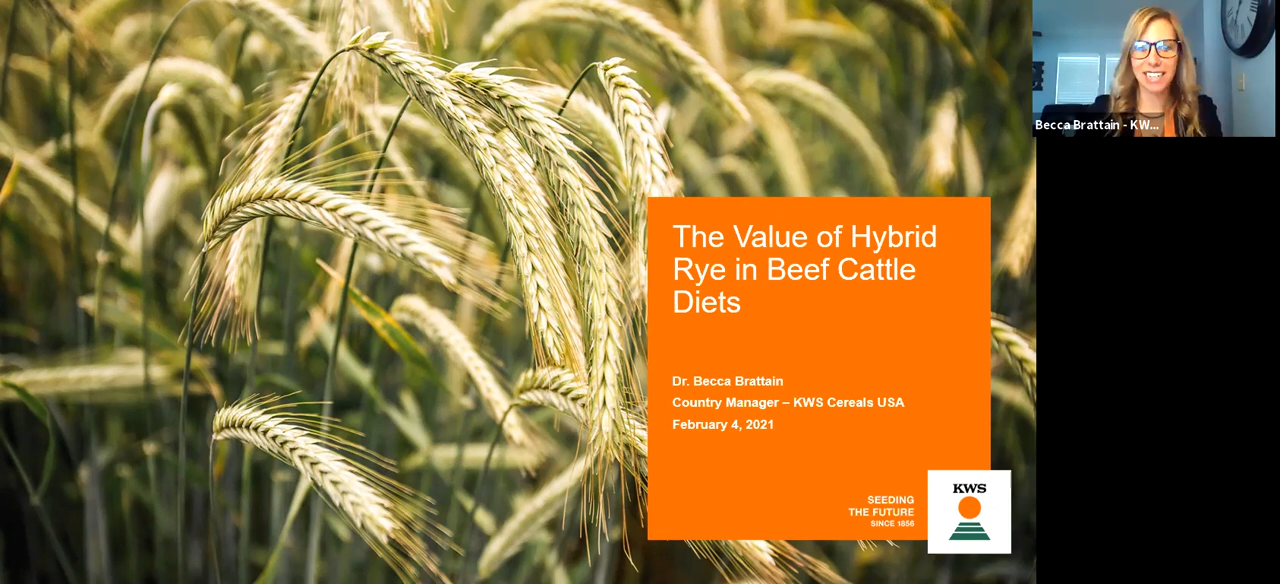 Becca Brattain - KW...
The Value of Hybrid
Rye in Beef Cattle
Diets
Dr. Becca Brattain
Country Manager – KWS Cereals USA
February 4, 2021
SEEDING
THE FUTURE
SINCE 1856
KWS